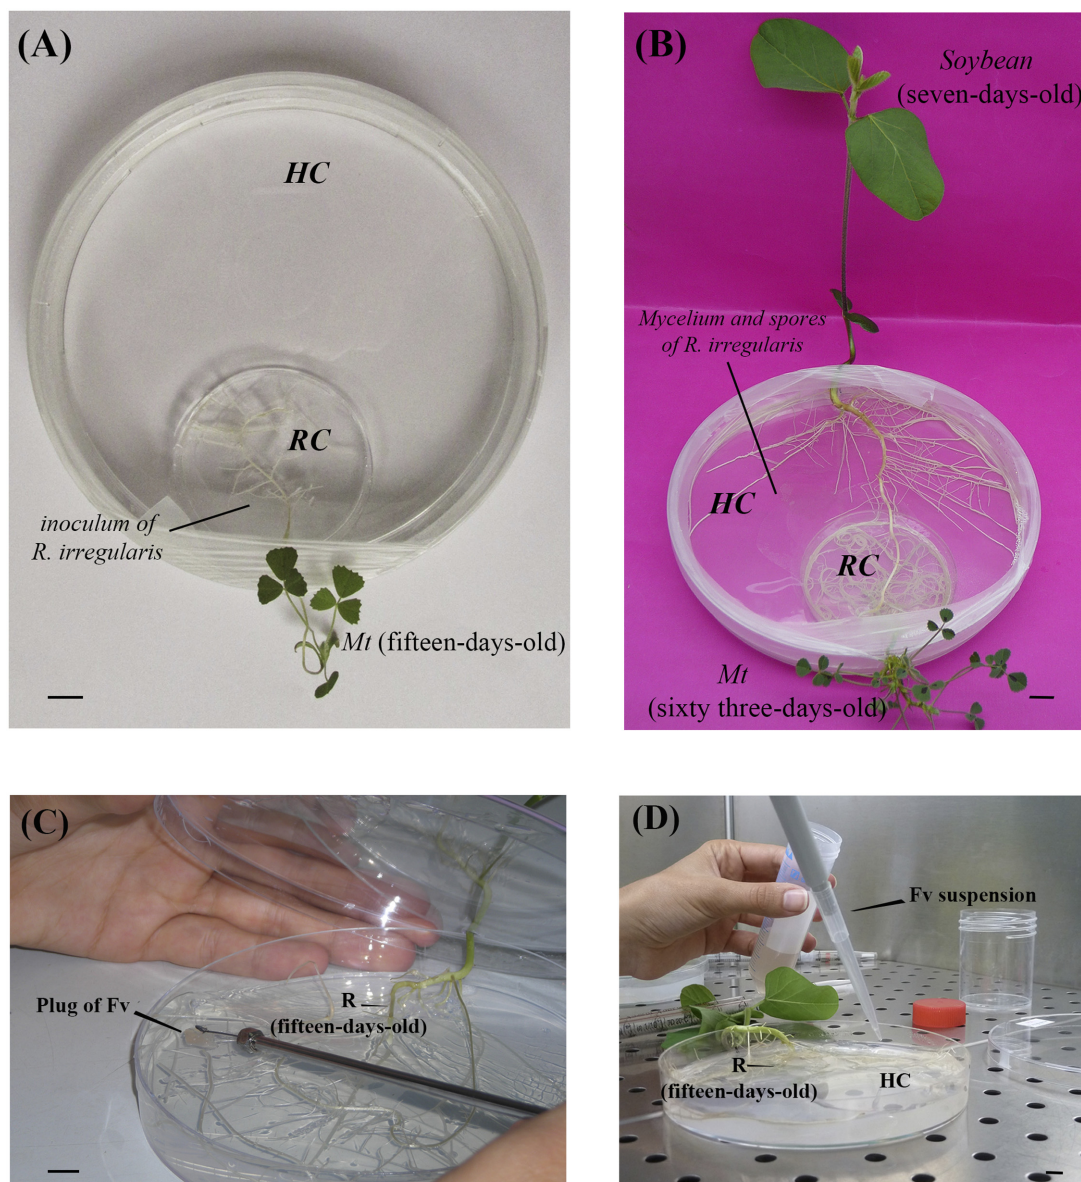 (A)
HC
RC
inoculum of
R. irregularis
Mt (fifteen-days-old)
(B)
Soybean
(seven-days-old)
Mycelium and spores
of R. irregularis
HC
RC
Mt
(sixty three-days-old)
(C)
Plug of Fv
R
(fifteen-days-old)
(D)
Fv suspension
R
(fifteen-days-old)
HC